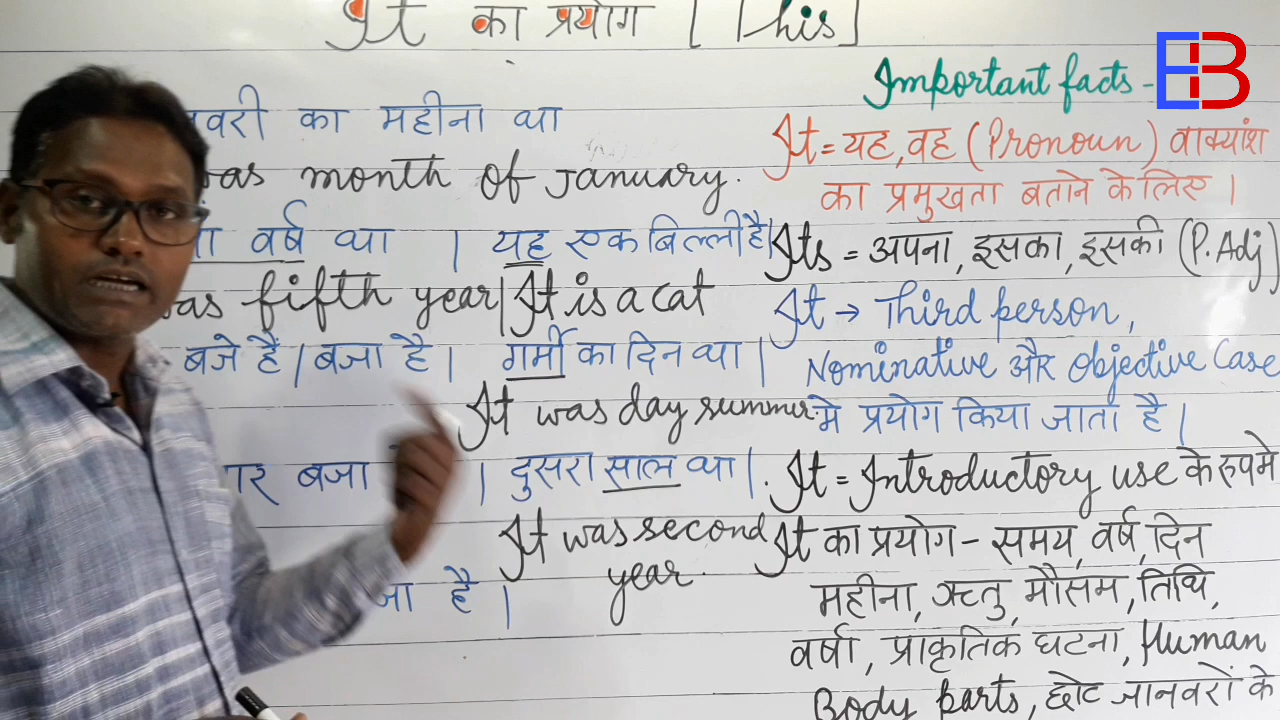 It का प्रयोग [This]
Important facts -
EB
वरी का महीना था
was month of January.
वर्ष था | यह एक बिल्ली है।
as fifth year | It is a cat
बजे है / बजा है | गर्मी का दिन था |
It was day summer
बजा | दुसरा साल था |.
It was second
year.
जा है |
It = यह, वह (Pronoun) वाक्यांश
का प्रमुखता बताने के लिए |
Its = अपना, इसका, इसकी (P. Adj)
It → Third person,
Nominative और objective Case
मे प्रयोग किया जाता है |
It = Introductory use के रुपमे
It का प्रयोग - समय, वर्ष, दिन
महीना, ऋतु, मौसम, तिथि,
वर्षा, प्राकृतिक घटना, Human
Body parts, छोट जानवरों के